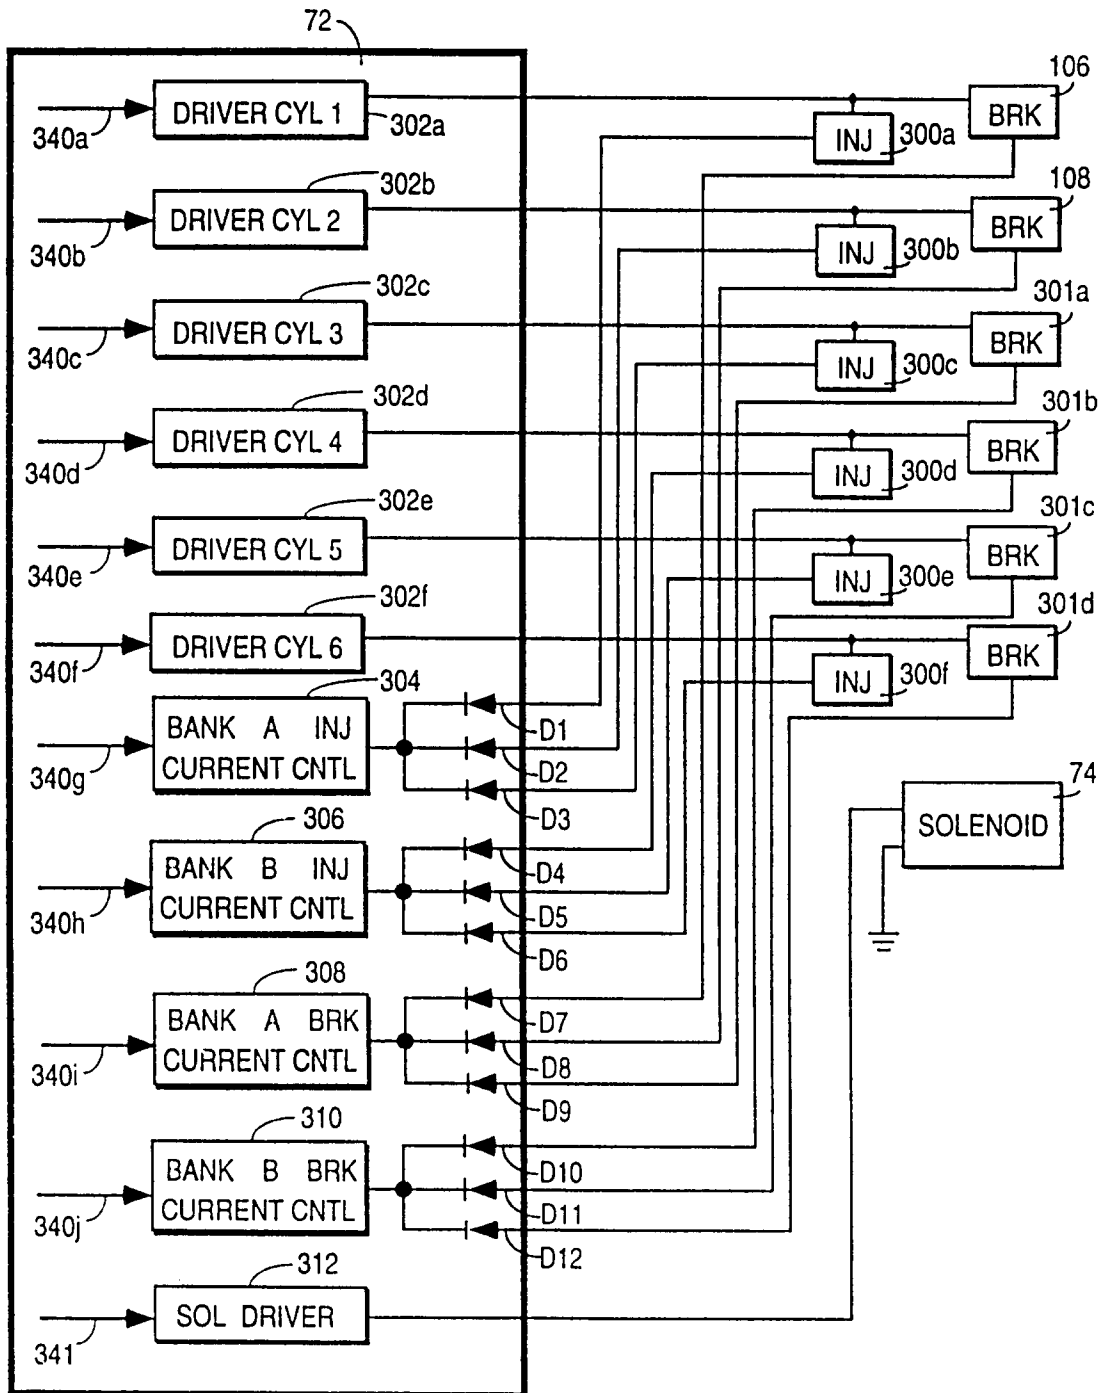 72
DRIVER CYL 1
340a
302a
INJ
300a
BRK
106
302b
DRIVER CYL 2
340b
INJ
300b
BRK
108
302c
DRIVER CYL 3
340c
INJ
300c
BRK
301a
302d
DRIVER CYL 4
340d
INJ
300d
BRK
301b
302e
DRIVER CYL 5
340e
INJ
300e
BRK
301c
302f
DRIVER CYL 6
340f
INJ
300f
BRK
301d
304
BANK A INJ
CURRENT CNTL
340g
D1
D2
D3
74
SOLENOID
306
BANK B INJ
CURRENT CNTL
340h
D4
D5
D6
308
BANK A BRK
CURRENT CNTL
340i
D7
D8
D9
310
BANK B BRK
CURRENT CNTL
340j
D10
D11
D12
312
SOL DRIVER
341